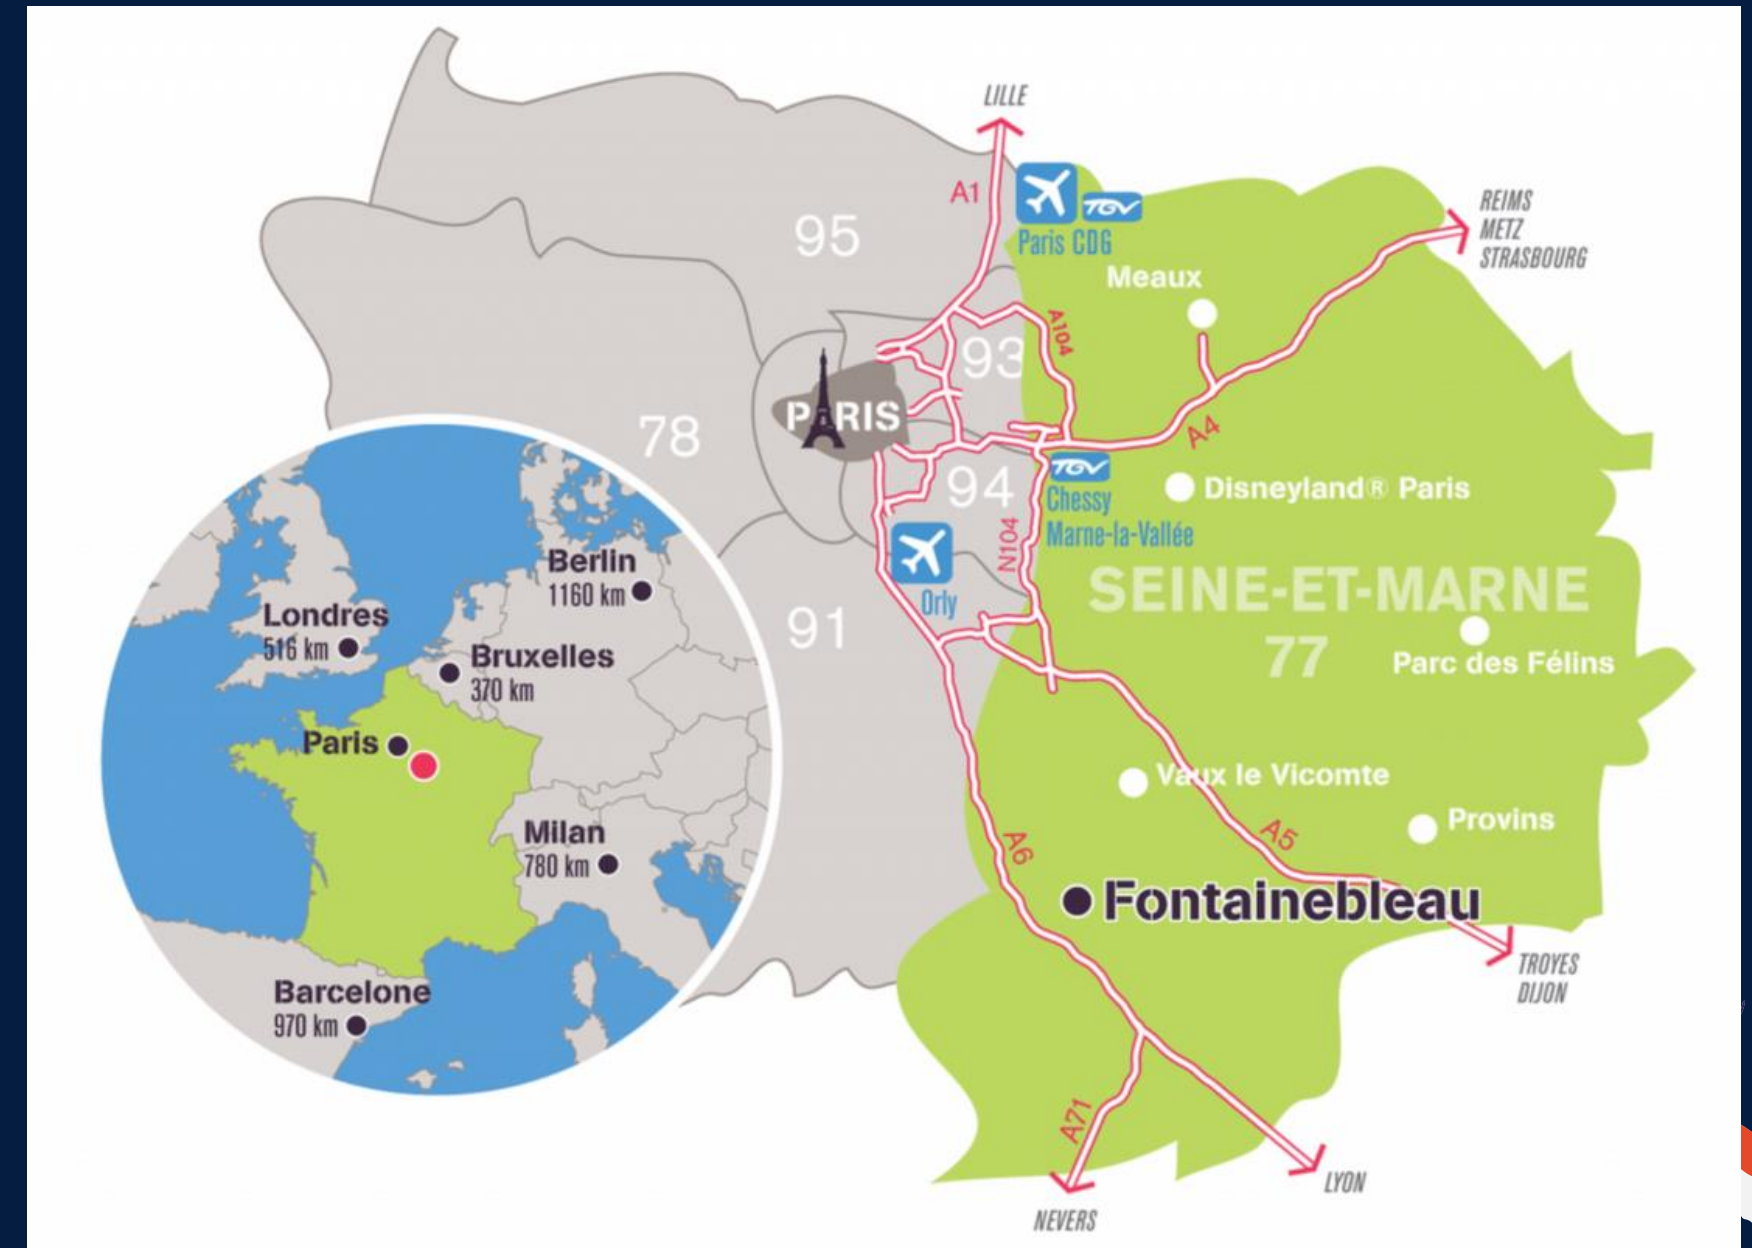 LILLE
A1
TGV
Paris CDG
REIMS
METZ
STRASBOURG
95
Meaux
A104
93
PARIS
78
A4
TGV
Chessy
Marne-la-Vallée
94
Disneyland® Paris
N104
Orly
SEINE-ET-MARNE
77
91
Parc des Félins
Berlin
1160 km
Londres
516 km
Bruxelles
370 km
Paris
Vaux le Vicomte
Provins
A5
A6
Milan
780 km
Fontainebleau
TROYES
DIJON
Barcelone
970 km
A71
LYON
NEVERS